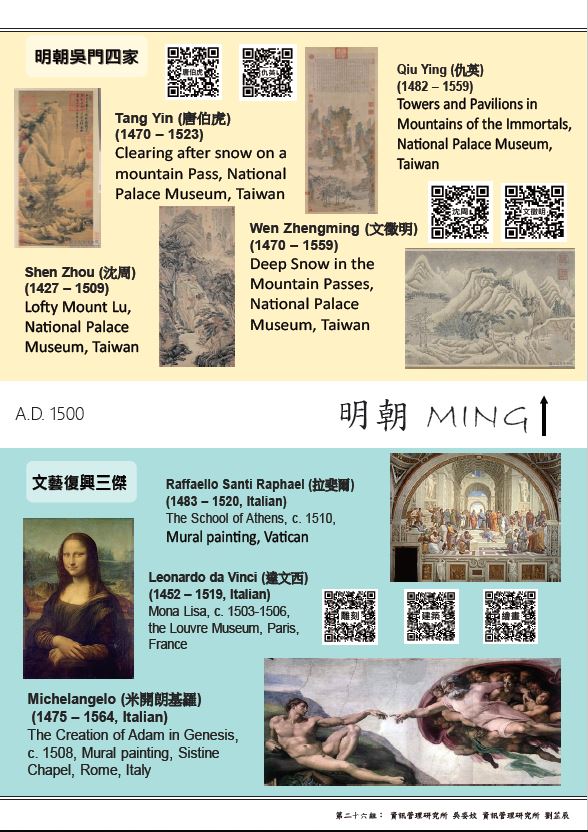 明朝吳門四家
唐伯虎
仇英
Qiu Ying (仇英)
(1482 – 1559)
Towers and Pavilions in
Mountains of the Immortals,
National Palace Museum,
Taiwan
Tang Yin (唐伯虎)
(1470 – 1523)
Clearing after snow on a
mountain Pass, National
Palace Museum, Taiwan
沈周
文徵明
Wen Zhengming (文徵明)
(1470 – 1559)
Deep Snow in the
Mountain Passes,
National Palace
Museum, Taiwan
Shen Zhou (沈周)
(1427 – 1509)
Lofty Mount Lu,
National Palace
Museum, Taiwan
A.D. 1500
明朝 MING
文藝復興三傑
Raffaello Santi Raphael (拉斐爾)
(1483 – 1520, Italian)
The School of Athens, c. 1510,
Mural painting, Vatican
Leonardo da Vinci (達文西)
(1452 – 1519, Italian)
Mona Lisa, c. 1503-1506,
the Louvre Museum, Paris,
France
雕刻
建築
繪畫
Michelangelo (米開朗基羅)
(1475 – 1564, Italian)
The Creation of Adam in Genesis,
c. 1508, Mural painting, Sistine
Chapel, Rome, Italy
第二十六組： 資訊管理研究所 吳姿 資訊管理研究所 劉芷辰